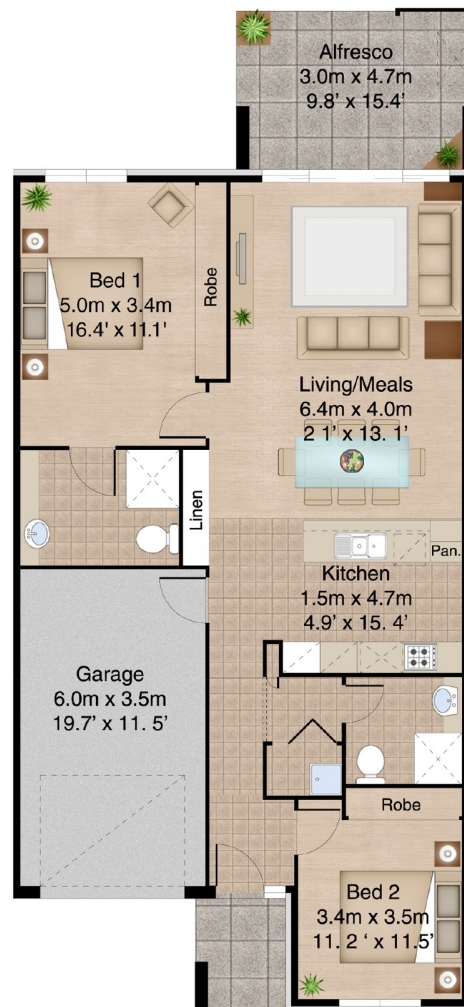 Alfresco
3.0m x 4.7m
9.8' x 15.4'
Bed 1
5.0m x 3.4m
16.4' x 11.1'
Robe
Living/Meals
6.4m x 4.0m
2 1' x 13. 1'
Linen
Pan.
Kitchen
1.5m x 4.7m
4.9' x 15. 4'
Garage
6.0m x 3.5m
19.7' x 11. 5'
Robe
Bed 2
3.4m x 3.5m
11. 2 ' x 11.5'